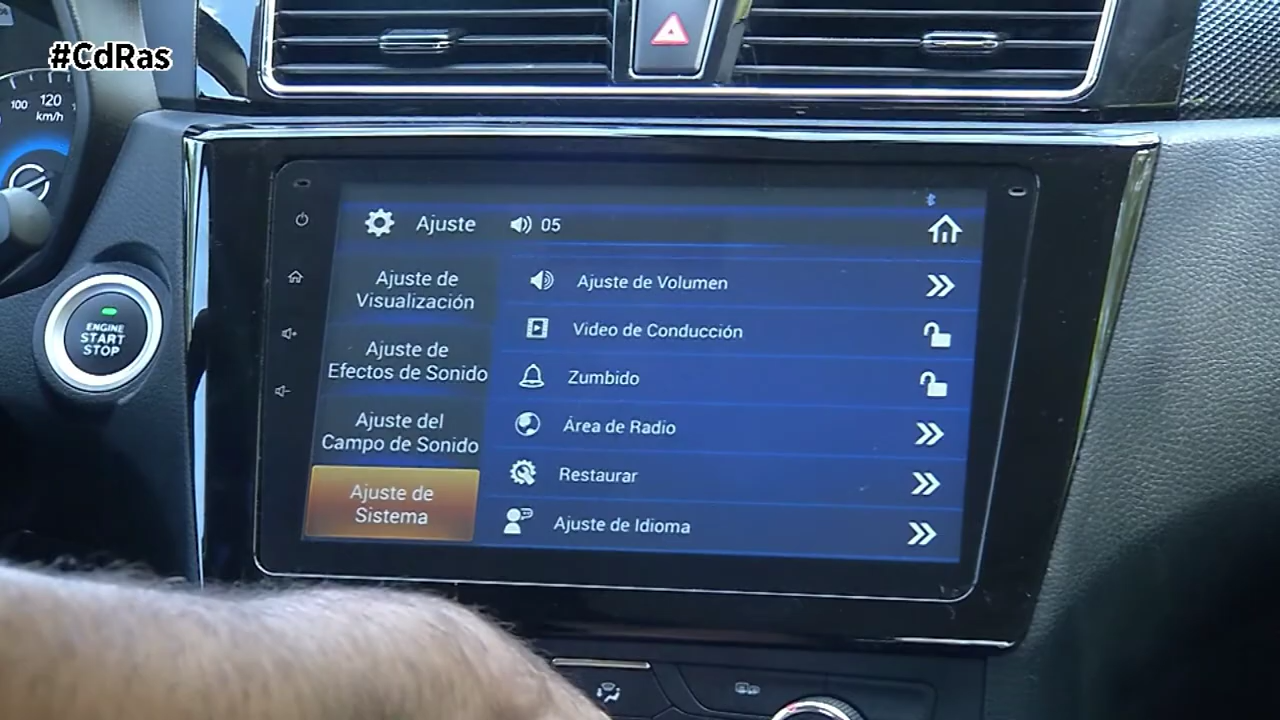 #CdRas
100
120
km/h
ENGINE
START
STOP
Ajuste
05
Ajuste de
Visualización
Ajuste de
Efectos de Sonido
Ajuste del
Campo de Sonido
Ajuste de
Sistema
Ajuste de Volumen
Video de Conducción
Zumbido
Área de Radio
Restaurar
Ajuste de Idioma